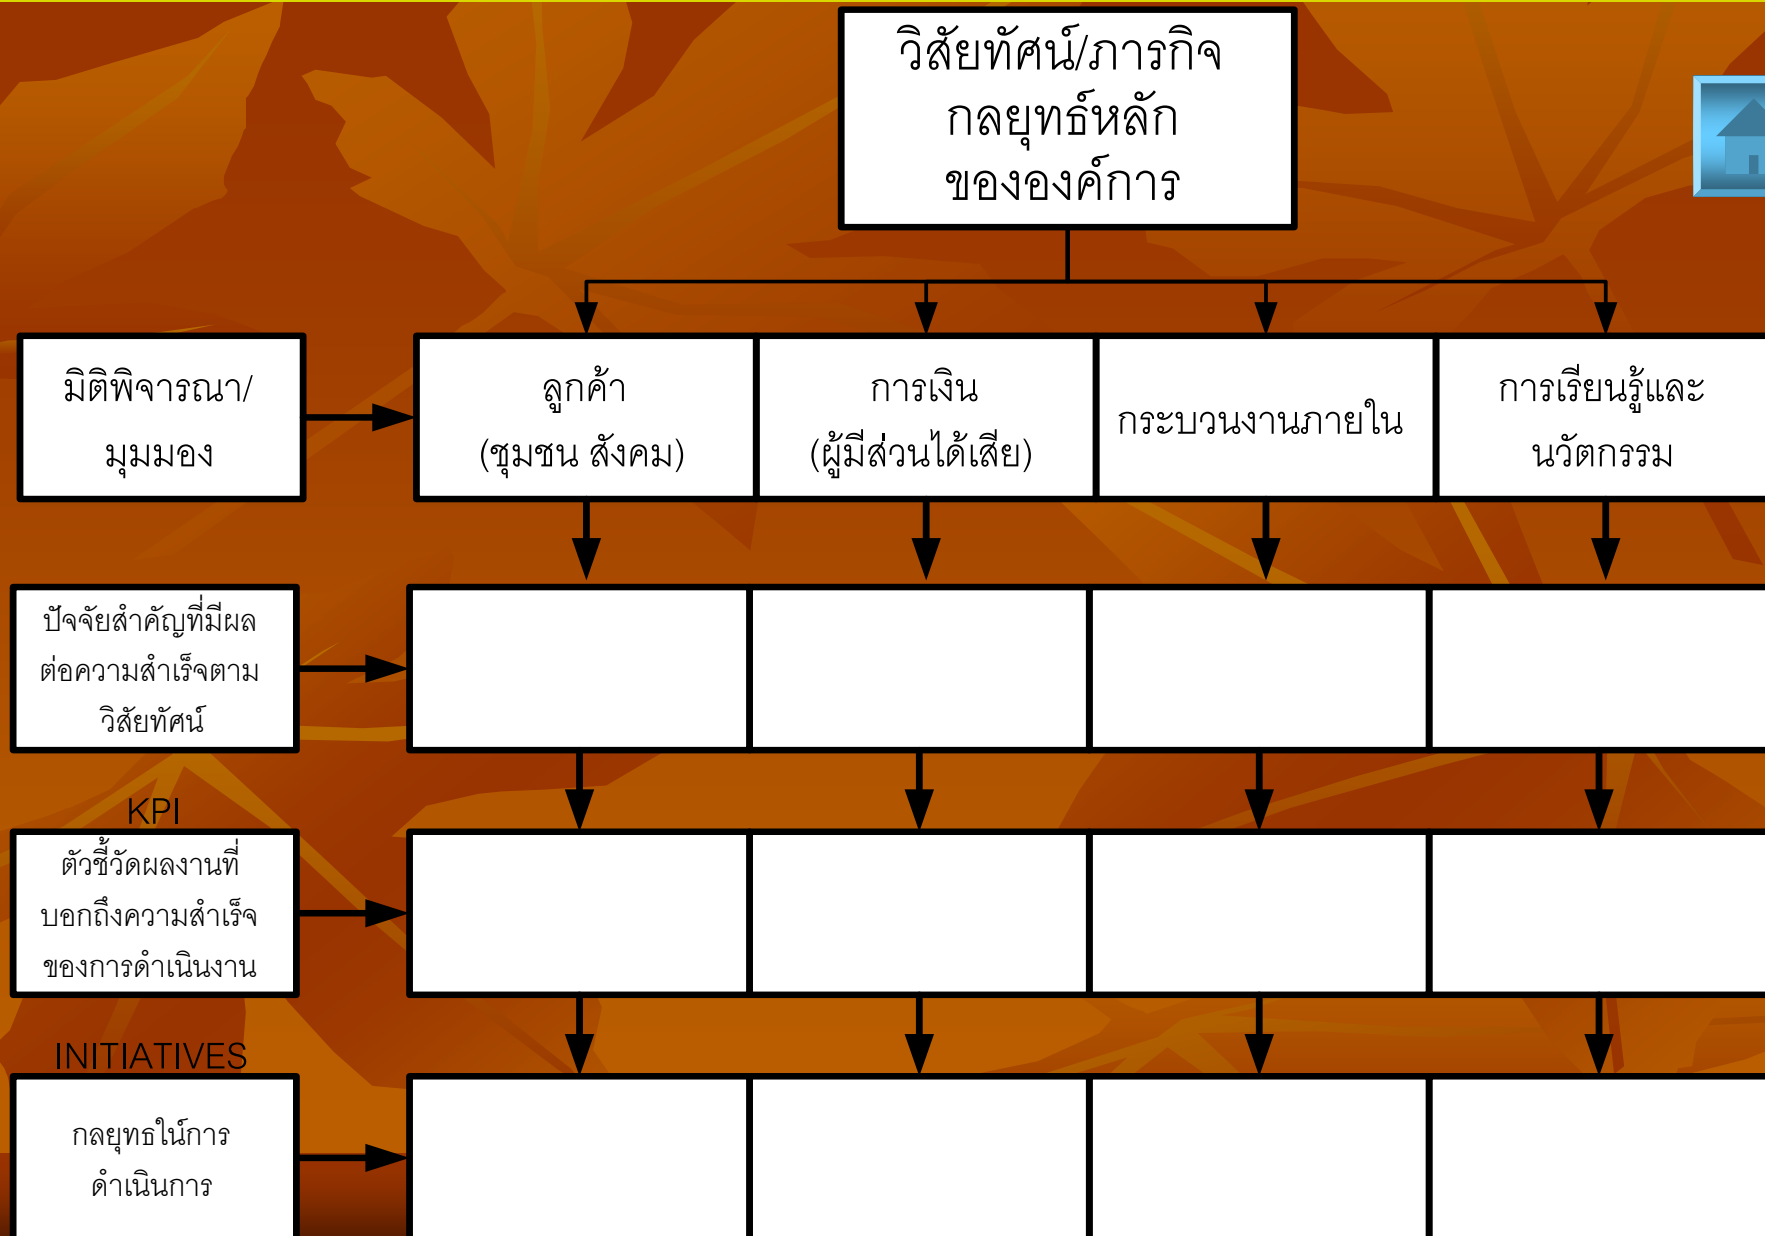 วิสัยทัศน์/ภารกิจ
กลยุทธ์หลัก
ขององค์การ
มิติพิจารณา/
มุมมอง
ลูกค้า
(ชุมชน สังคม)
การเงิน
(ผู้มีส่วนได้เสีย)
กระบวนงานภายใน
การเรียนรู้และ
นวัตกรรม
ปัจจัยสำคัญที่มีผล
ต่อความสำเร็จตาม
วิสัยทัศน์
KPI
ตัวชี้วัดผลงานที่
บอกถึงความสำเร็จ
ของการดำเนินงาน
INITIATIVES
กลยุทธใน์การ
ดำเนินการ